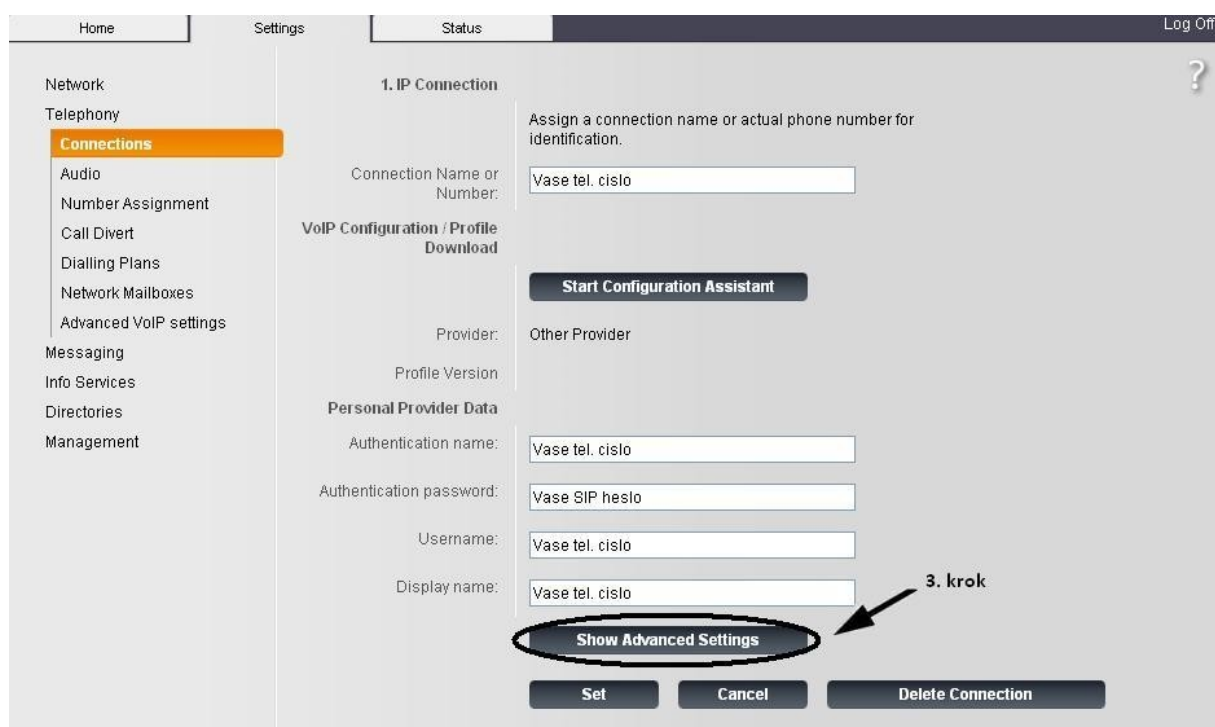 Home
Settings
Status
Log Off
?
Network
Telephony
Connections
Audio
Number Assignment
Call Divert
Dialling Plans
Network Mailboxes
Advanced VoIP settings
Messaging
Info Services
Directories
Management
1. IP Connection
Assign a connection name or actual phone number for
identification.
Connection Name or
Number:
Vase tel. cislo
VoIP Configuration / Profile
Download
Start Configuration Assistant
Provider:
Other Provider
Profile Version
Personal Provider Data
Authentication name:
Vase tel. cislo
Authentication password:
Vase SIP heslo
Username:
Vase tel. cislo
Display name:
Vase tel. cislo
3. krok
Show Advanced Settings
Set
Cancel
Delete Connection